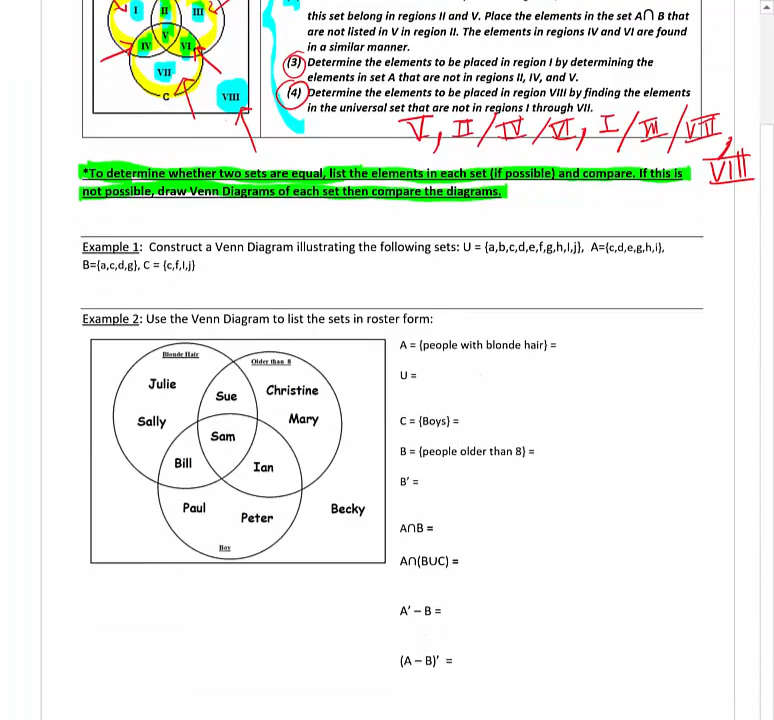 I II III
V
IV VI
VII
C
VIII
this set belong in regions II and V. Place the elements in the set A∩ B that
are not listed in V in region II. The elements in regions IV and VI are found
in a similar manner.
(3) Determine the elements to be placed in region I by determining the
elements in set A that are not in regions II, IV, and V.
(4) Determine the elements to be placed in region VIII by finding the elements
in the universal set that are not in regions I through VII.
V, II/IV/VI, I/III/VII,
VIII
*To determine whether two sets are equal, list the elements in each set (if possible) and compare. If this is
not possible, draw Venn Diagrams of each set then compare the diagrams.
Example 1: Construct a Venn Diagram illustrating the following sets: U = {a,b,c,d,e,f,g,h,I,j}, A={c,d,e,g,h,i},
B={a,c,d,g}, C = {c,f,I,j}
Example 2: Use the Venn Diagram to list the sets in roster form:
Blonde Hair
Older than 8
Julie
Sue
Christine
Sally
Mary
Sam
Bill
Ian
Paul
Peter
Becky
Boy
A = {people with blonde hair} =
U =
C = {Boys} =
B = {people older than 8} =
B' =
A∩B =
A∩(BUC) =
A' – B =
(A – B)' =